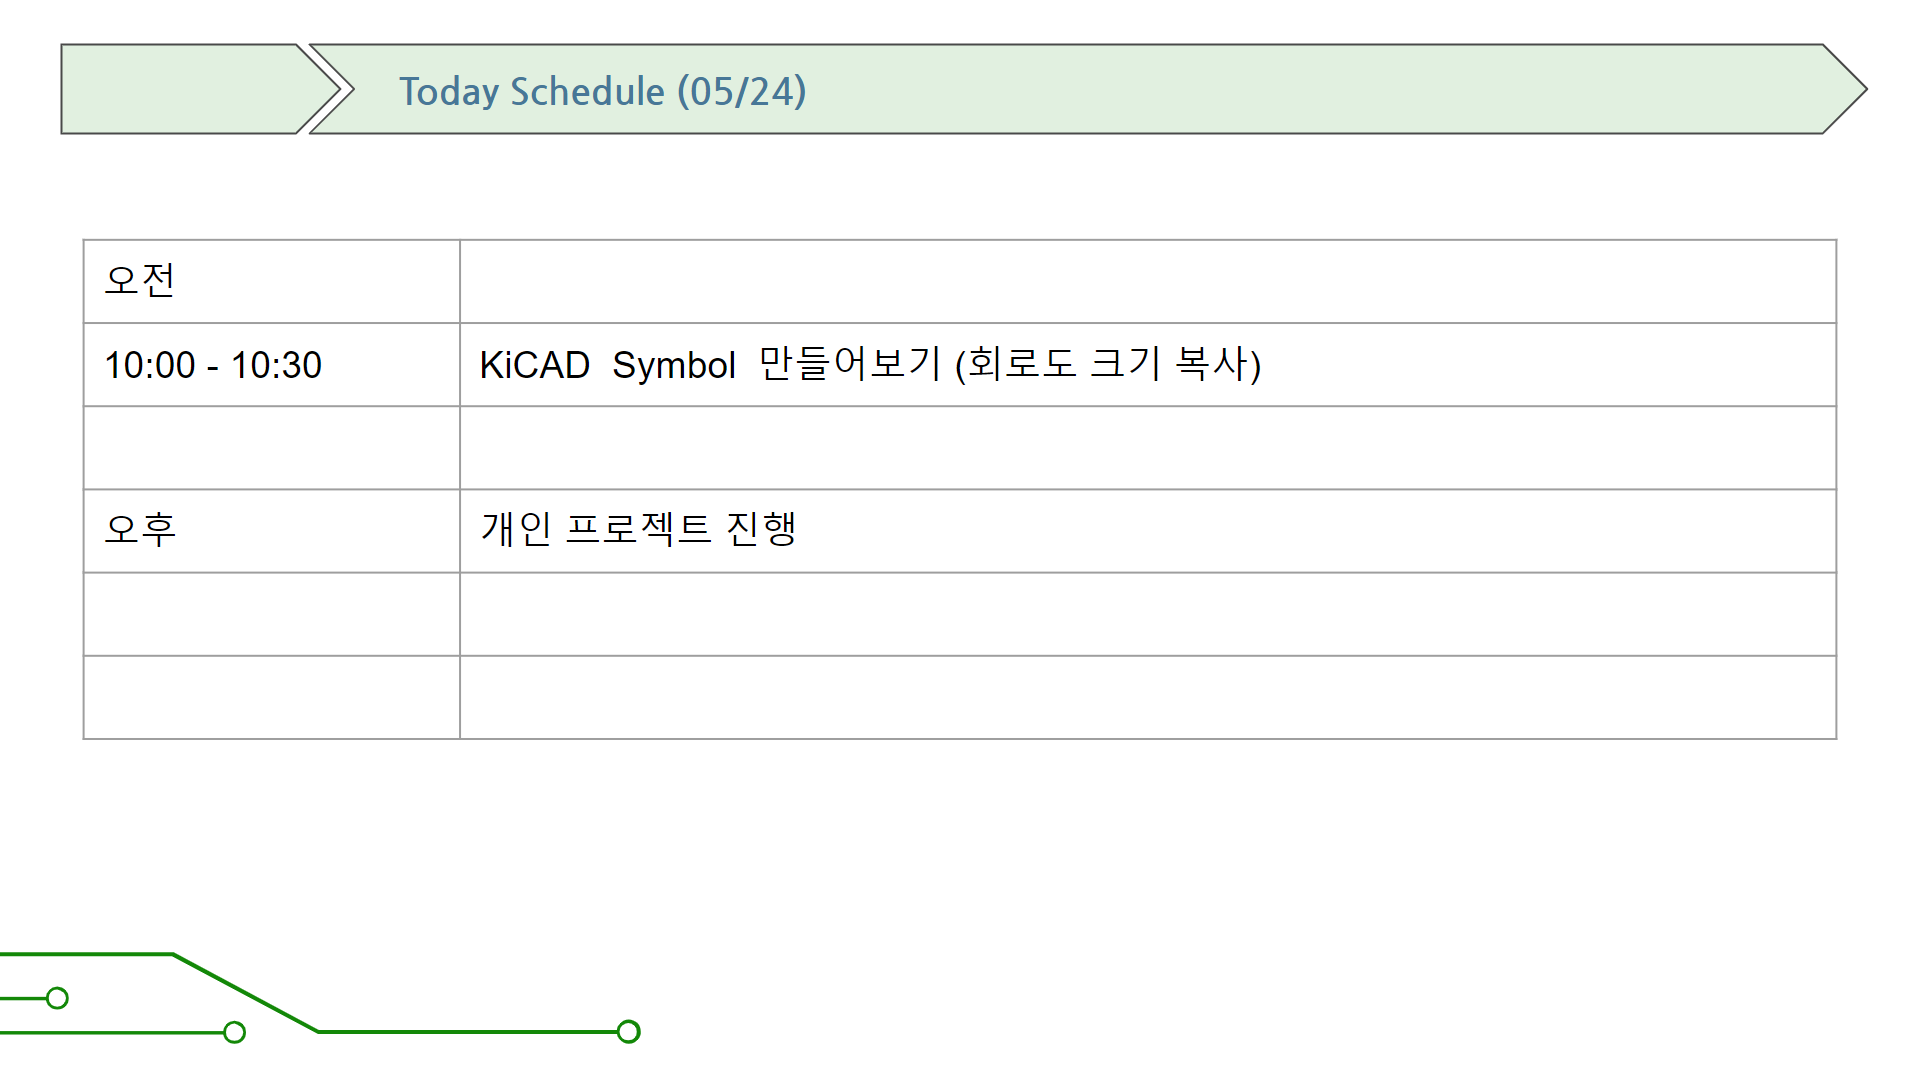 Today Schedule (05/24)
오전
10:00 - 10:30 KiCAD Symbol 만들어보기 (회로도 크기 복사)
오후 개인 프로젝트 진행